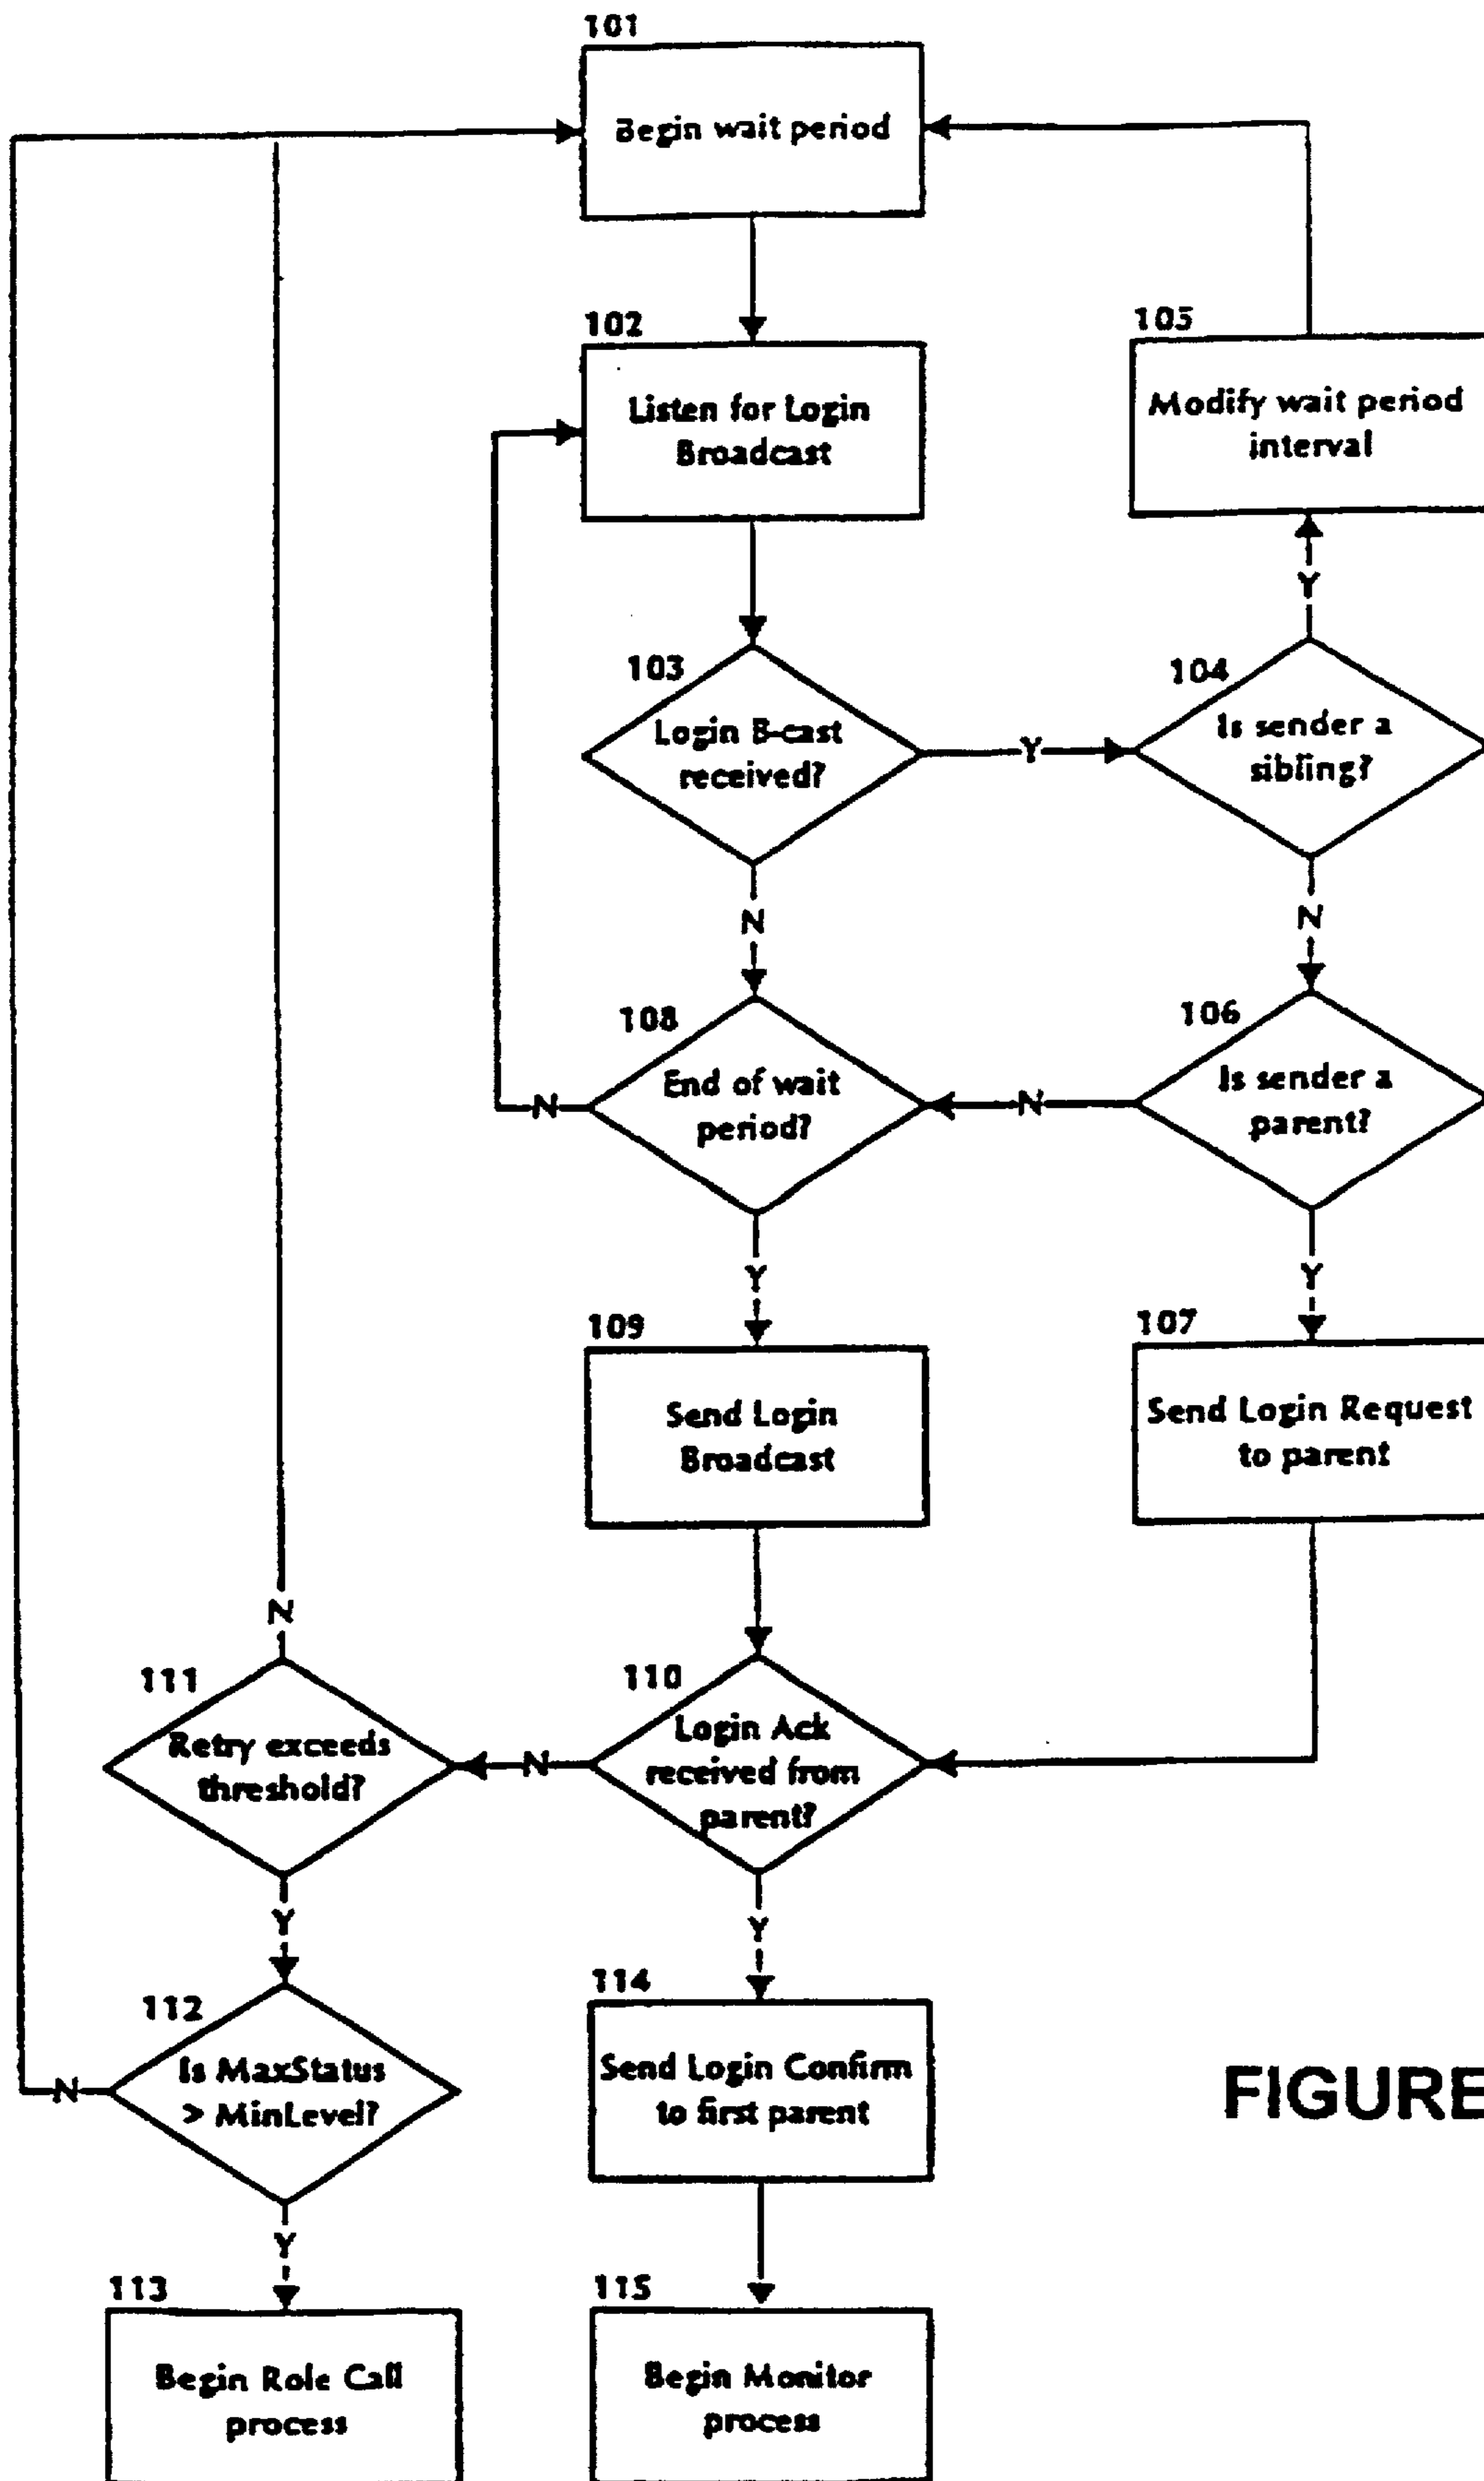 101
Begin wait period
102
Listen for Login
Broadcast
105
Modify wait period
interval
Y
103
Login B-cast
received?
Y
104
Is sender a
sibling?
N
N
108
End of wait
period?
N
N
106
Is sender a
parent?
Y
Y
109
Send Login
Broadcast
107
Send Login Request
to parent
N
111
Retry exceeds
threshold?
N
110
Login Ack
received from
parent?
Y
Y
112
Is MaxStatus
> MinLevel?
N
114
Send Login Confirm
to first parent
FIGURE
Y
113
Begin Role Call
process
115
Begin Monitor
process